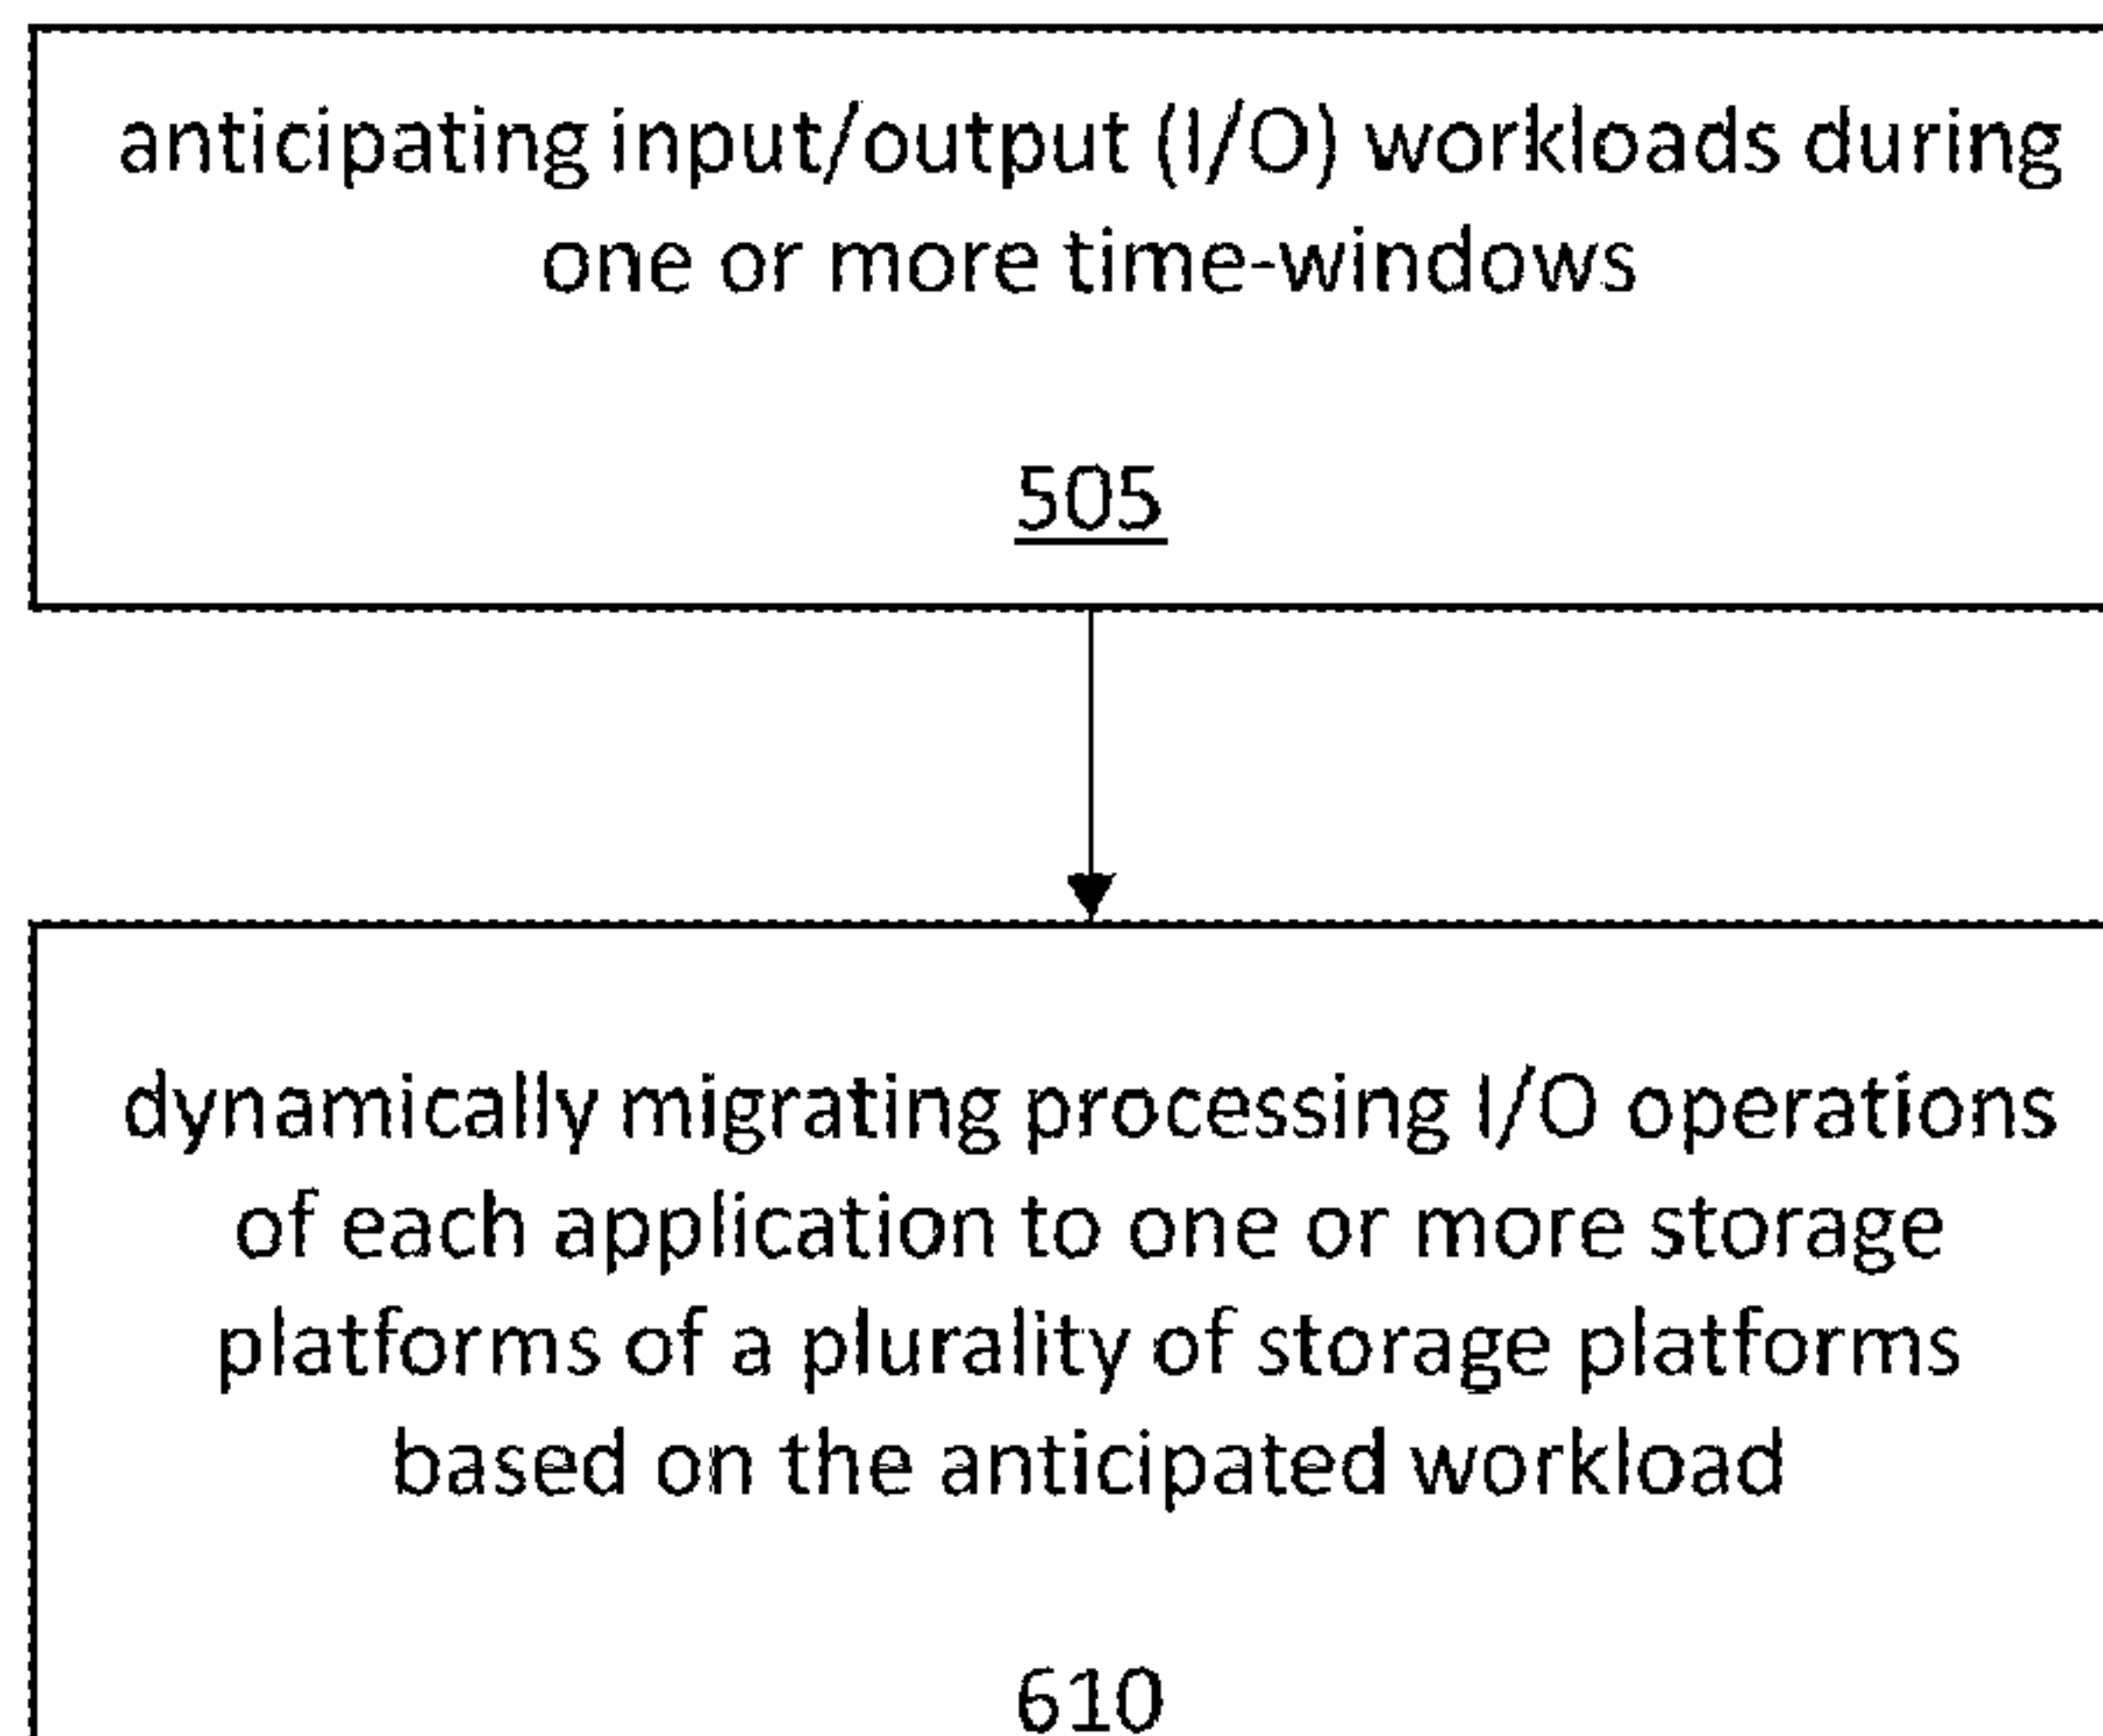 anticipating input/output (I/O) workloads during
one or more time-windows
505
dynamically migrating processing I/O operations
of each application to one or more storage
platforms of a plurality of storage platforms
based on the anticipated workload
610